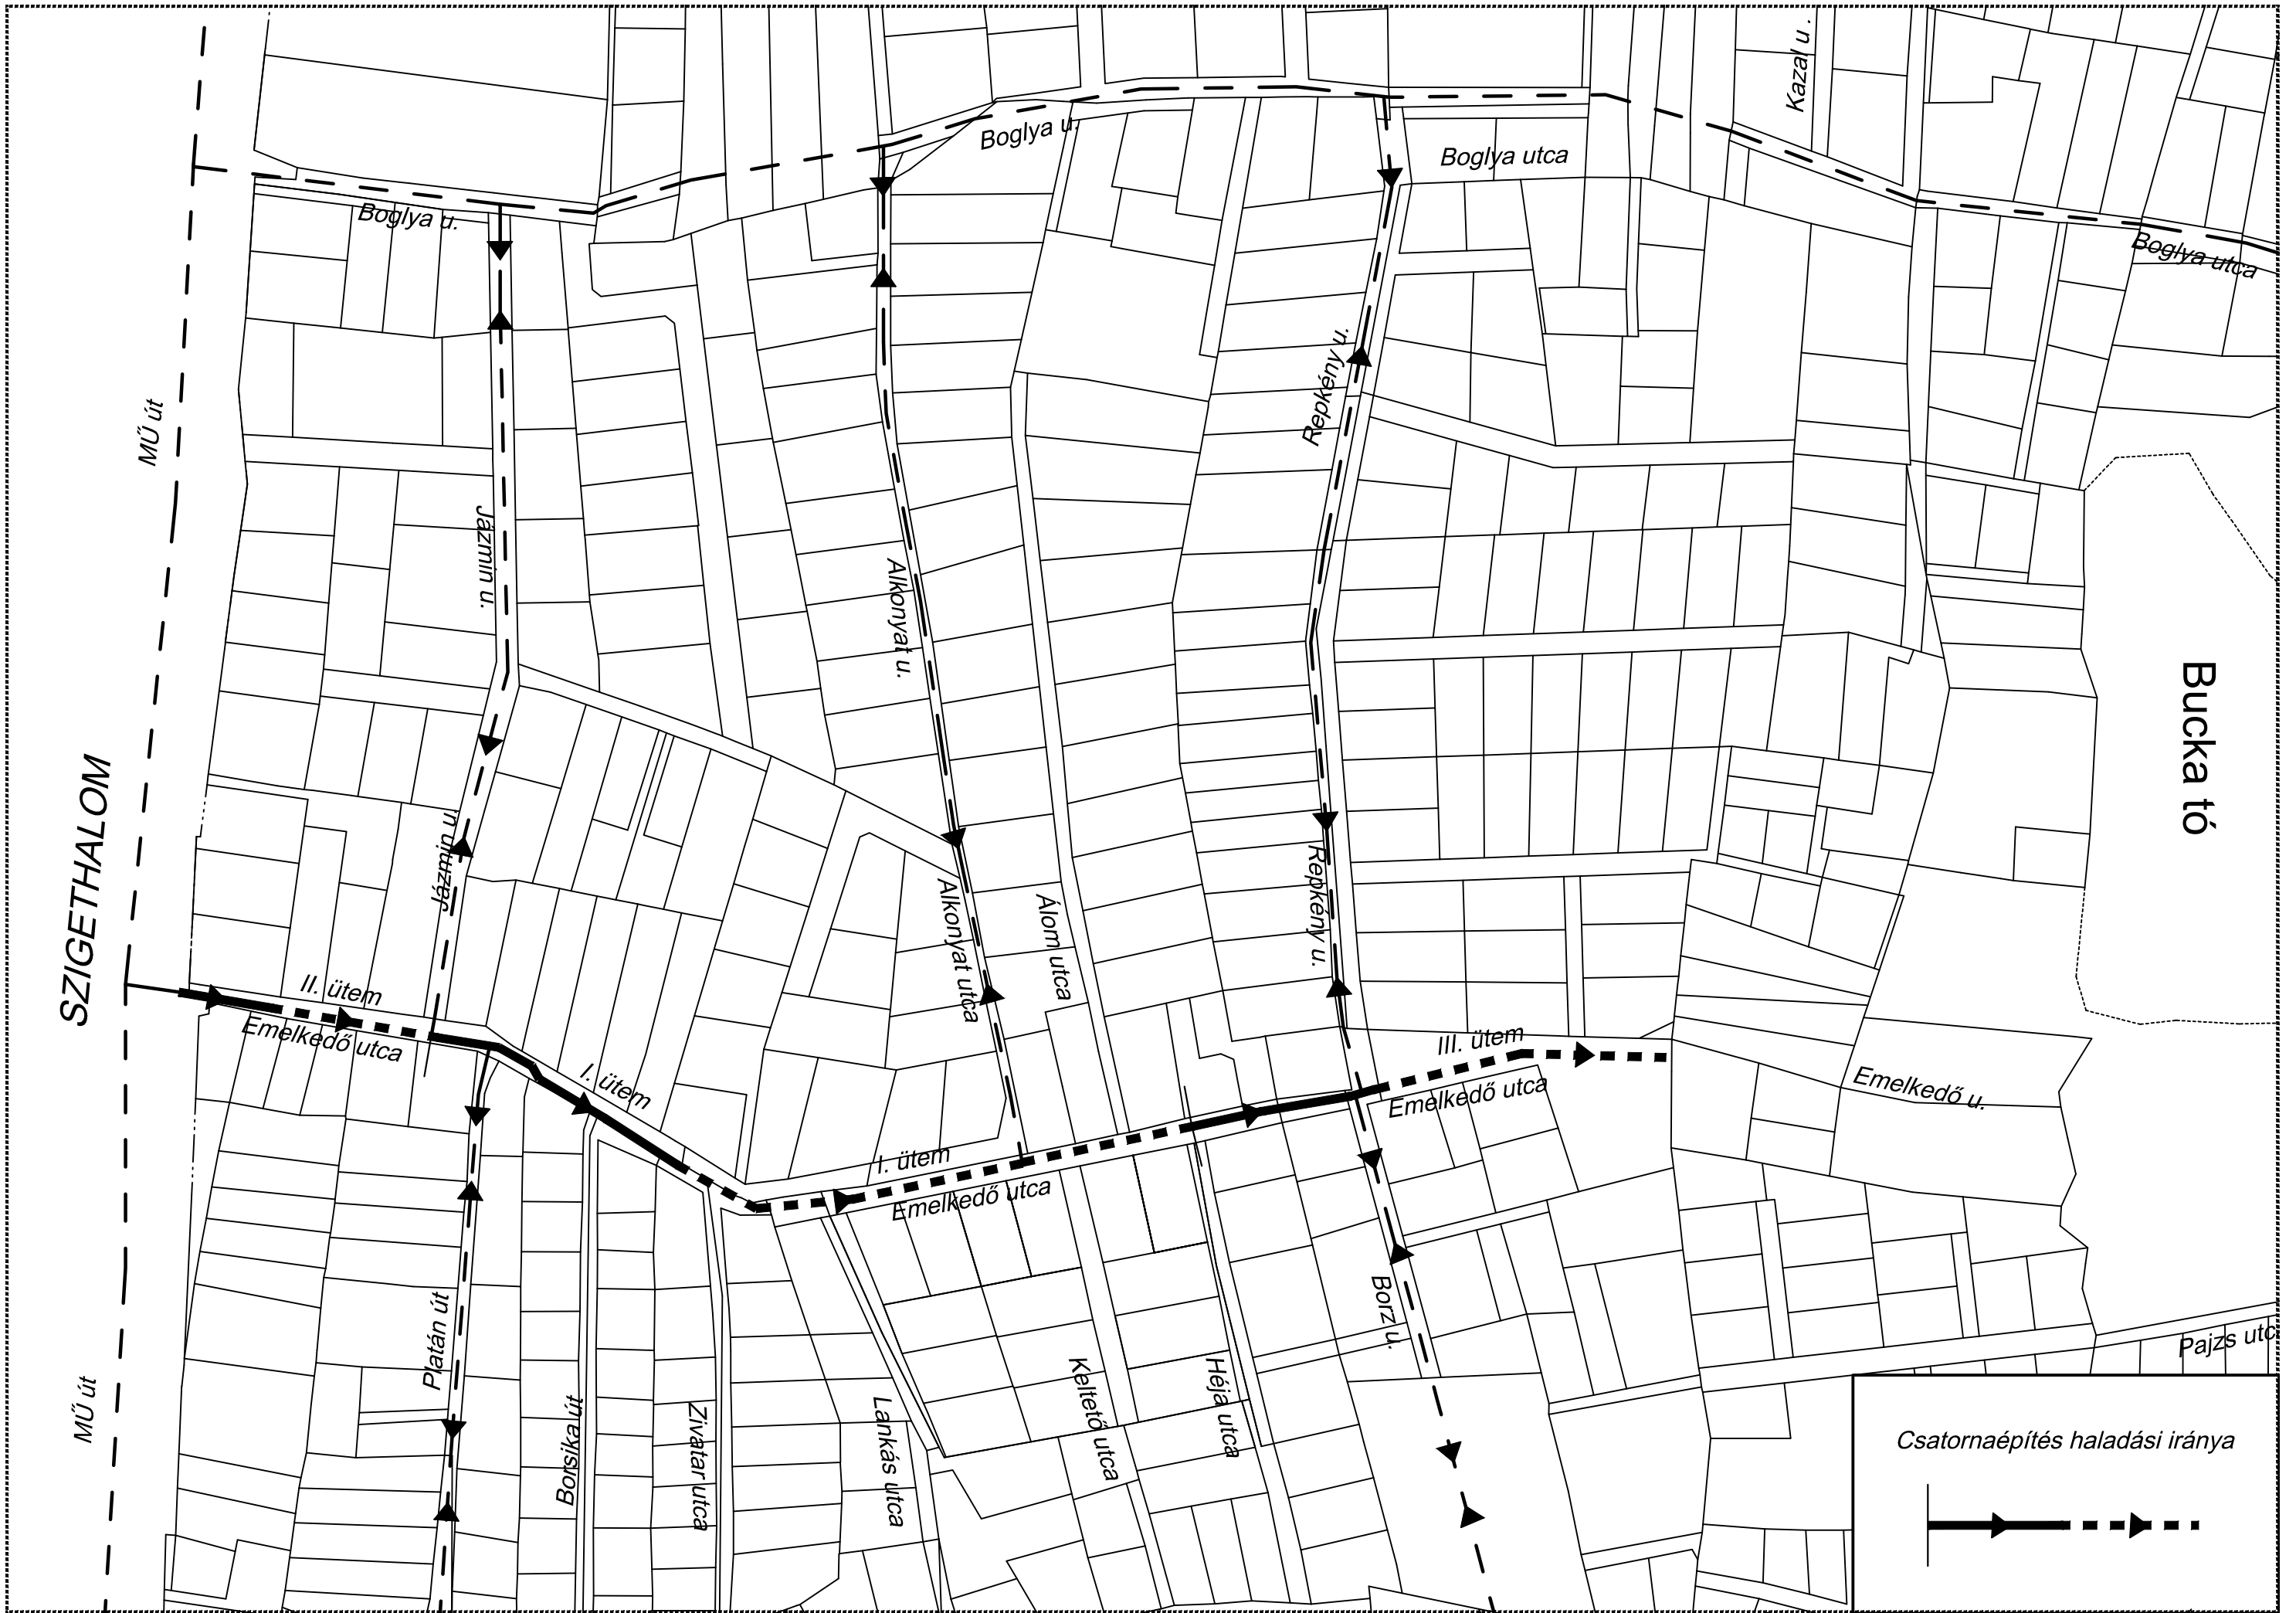 Kazal u .
Boglya u.
Boglya utca
Boglya u.
Boglya utca
Repkény u.
MŰ út
Jázmin u.
Alkonyat u.
Bucka tó
SZIGETHALOM
Jázmin u.
Repkény u.
Alkonyat utca
Álom utca
II. ütem
Emelkedő utca
III. ütem
Emelkedő utca
Emelkedő u.
I. ütem
I. ütem
Emelkedő utca
Platán út
Borz u.
Pajzs utc
MŰ út
Borsika út
Zivatar utca
Lankás utca
Keltető utca
Héja utca
Csatornaépítés haladási iránya